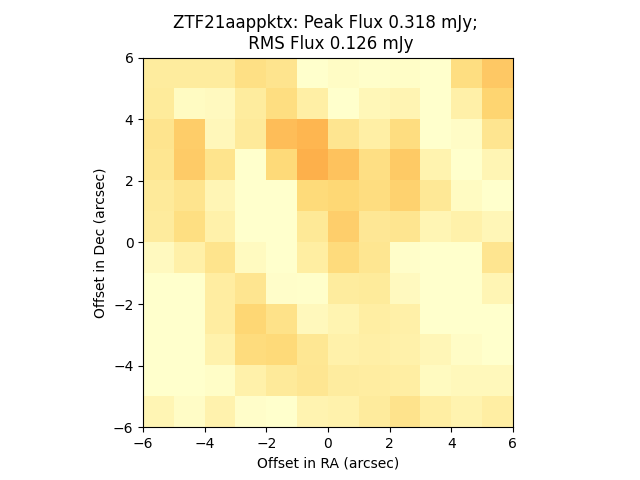 ZTF21aappktx: Peak Flux 0.318 mJy;
RMS Flux 0.126 mJy
6
4
2
0
−2
−4
−6
Offset in Dec (arcsec)
−6 −4 −2 0 2 4 6
Offset in RA (arcsec)